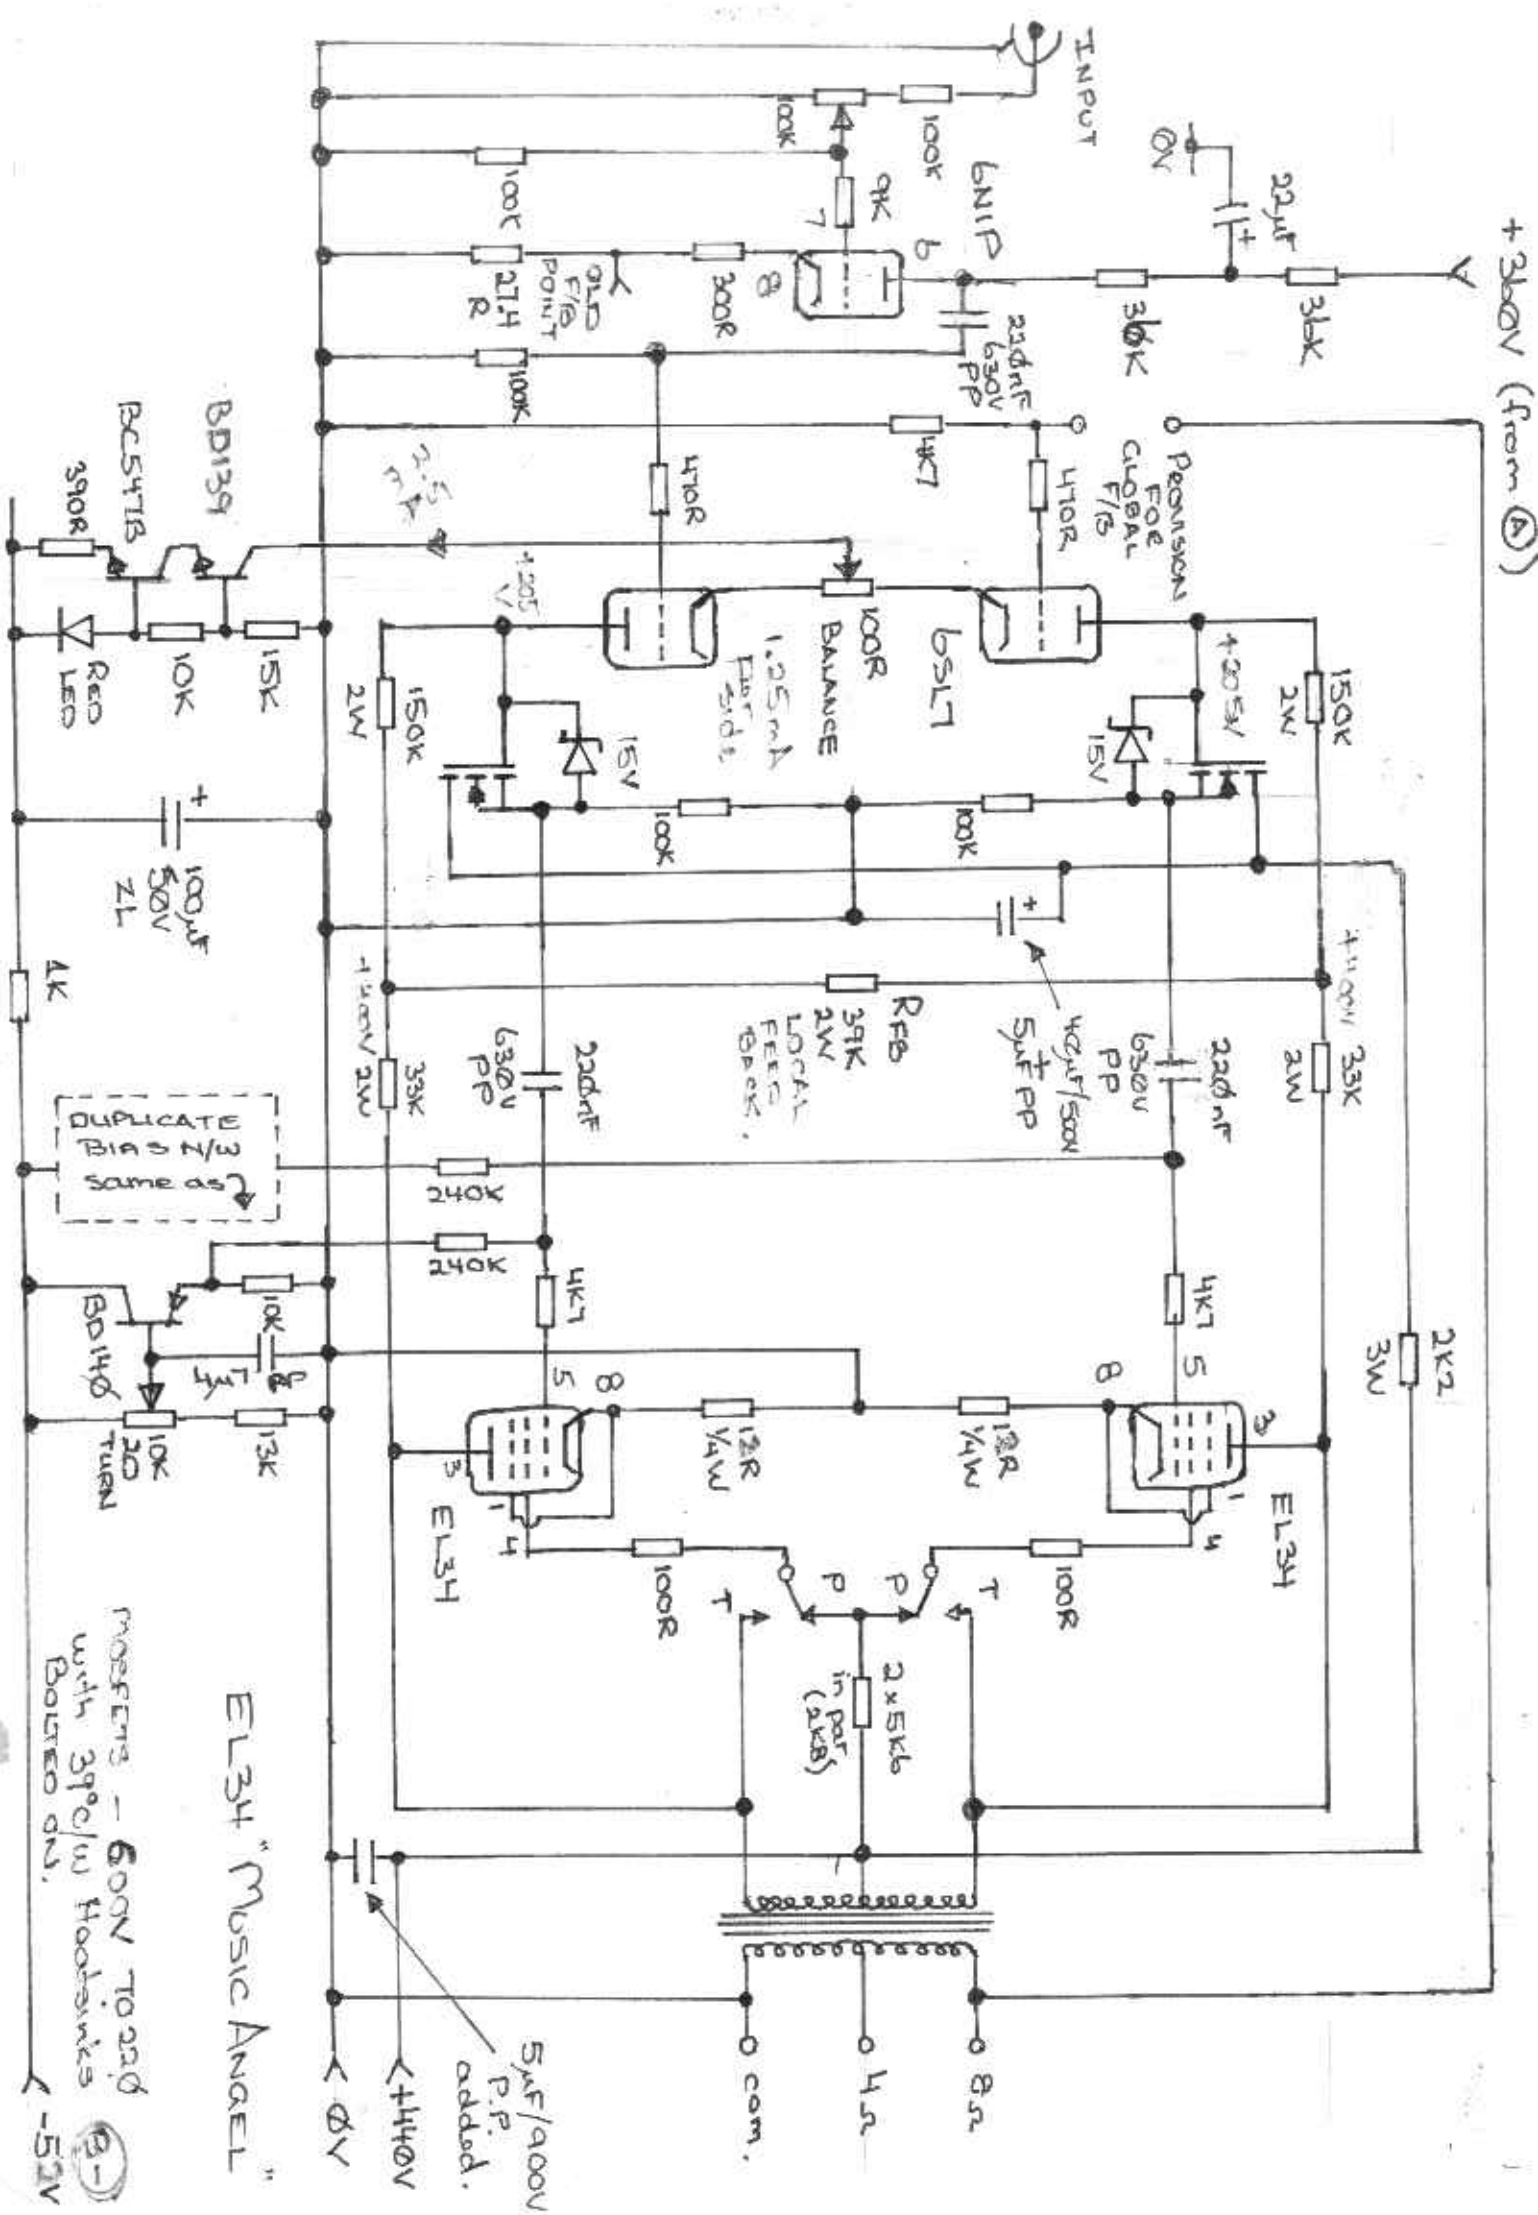 +360V (from A)
INPUT
100K
100K
100K
9K
7
6
8
6N1P
0V
22µF
+
36K
36K
220nF
630V
PP
300R
OLD
F/B
POINT
27.4
R
100K
470R
4K7
470R
PROVISION
FOR
GLOBAL
F/B
2.5
mA
BD139
BC547B
390R
RED
LED
10K
15K
+205
V
150K
2W
15V
100R
BALANCE
1.25mA
per
side
6SL7
+205V
150K
2W
15V
100K
100K
+
100µF
50V
ZL
1K
+400V
33K
2W
+
40µF/500V
+
5µF PP
RFB
39K
2W
LOCAL
FEED
BACK.
+400V
33K
2W
220nF
630V
PP
220nF
630V
PP
DUPLICATE
BIAS N/W
same as
240K
240K
4K7
4K7
10K
BD140
4µ7
13K
10K
20
TURN
2K2
3W
5
8
3
1
4
EL34
12R
1/4W
12R
1/4W
5
8
3
1
4
EL34
100R
100R
T
P
P
T
2x5K6
in par
(2K8)
8Ω
4Ω
com.
5µF/900V
P.P.
added.
+440V
0V
-52V
B-
EL34 "MUSIC ANGEL"
MOSFETS - 600V TO220
with 39°C/W Heatsinks
BOLTED ON.